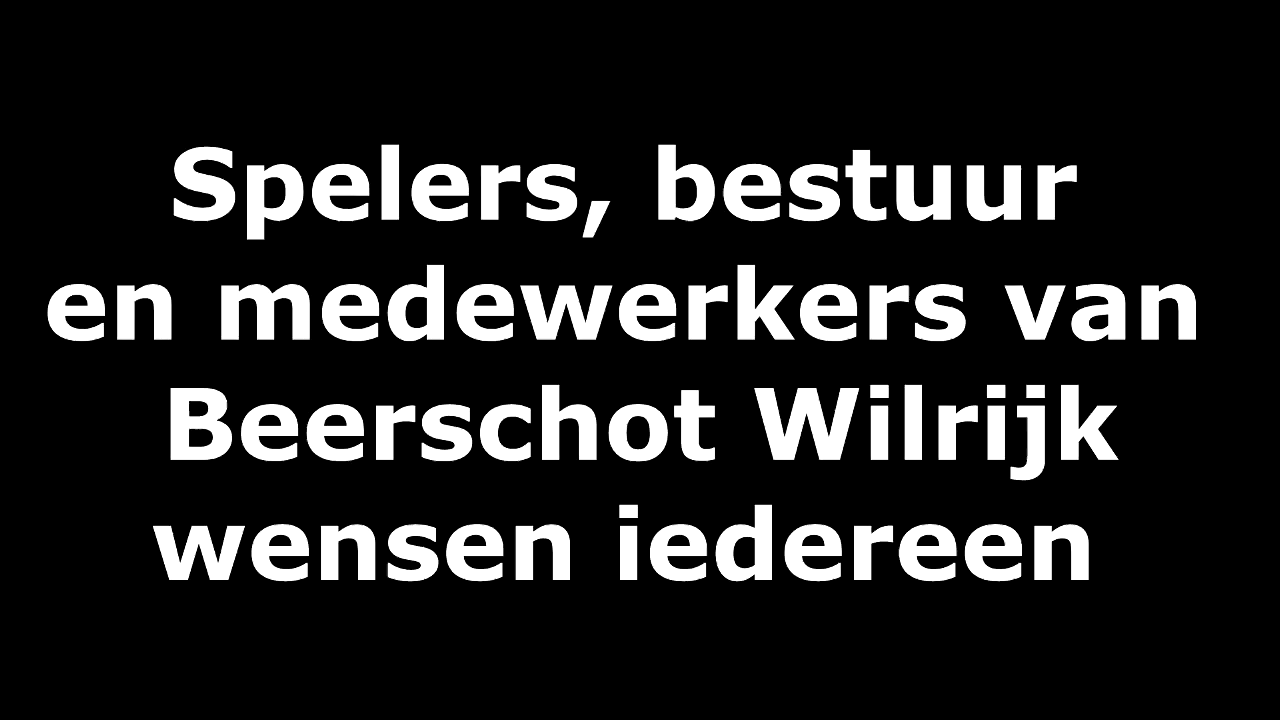 Spelers, bestuur
en medewerkers van
Beerschot Wilrijk
wensen iedereen